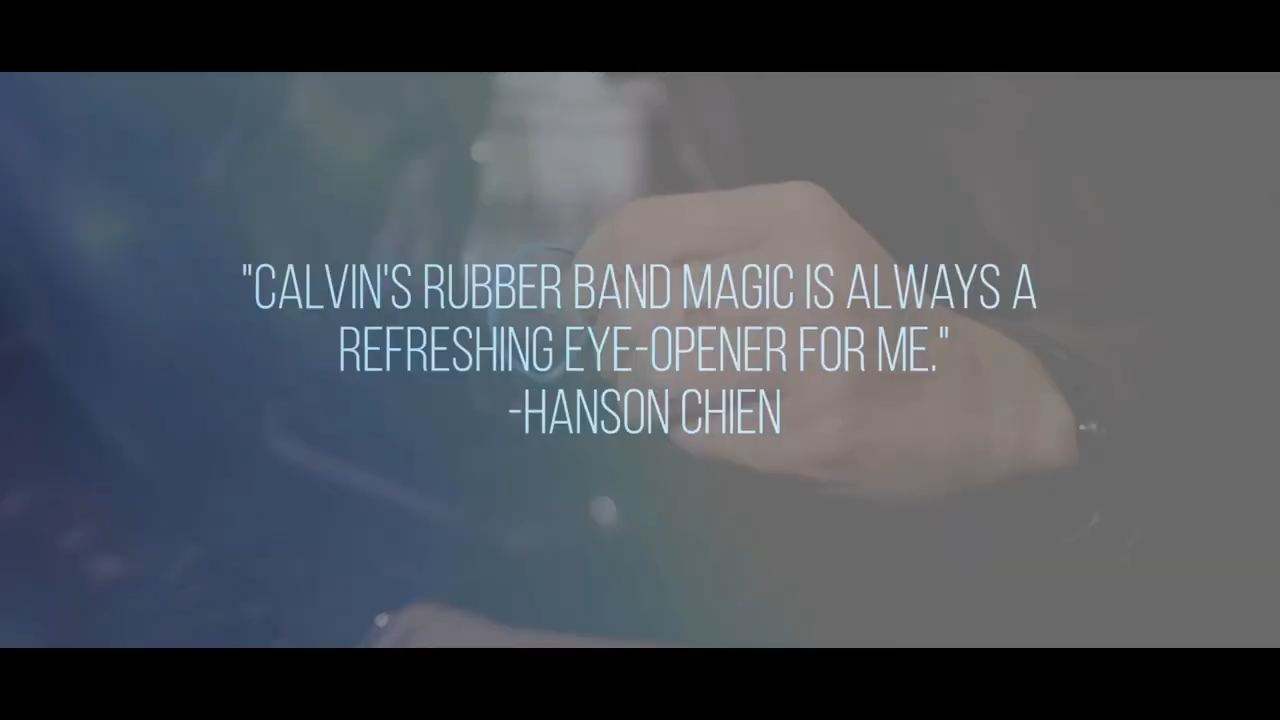 "CALVIN'S RUBBER BAND MAGIC IS ALWAYS A
REFRESHING EYE-OPENER FOR ME."
-HANSON CHIEN